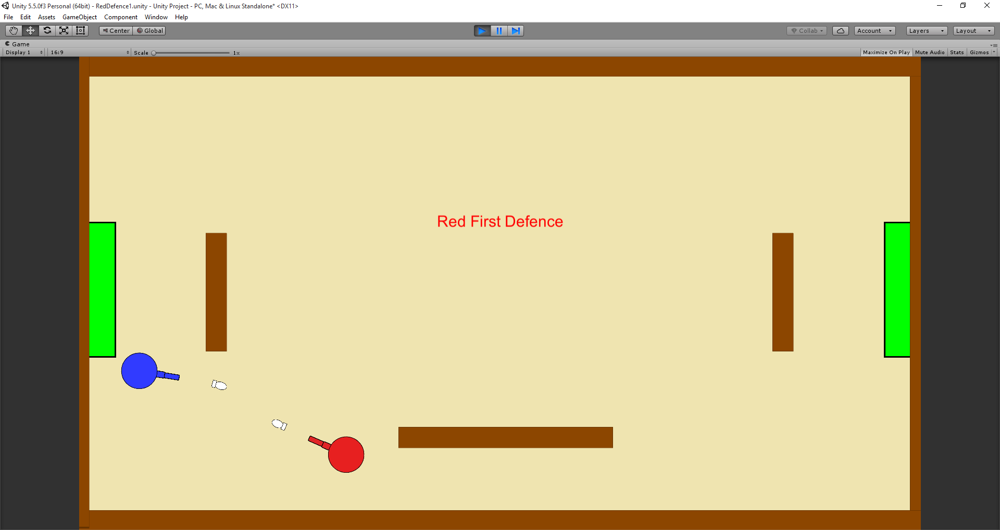 Unity 5.5.0f3 Personal (64bit) - RedDefence1.unity - Unity Project - PC, Mac & Linux Standalone* <DX11>
File Edit Assets GameObject Component Window Help
Center Global Collab Account Layers Layout
Game
Display 1 16:9 Scale 1x Maximize On Play Mute Audio Stats Gizmos
Red First Defence